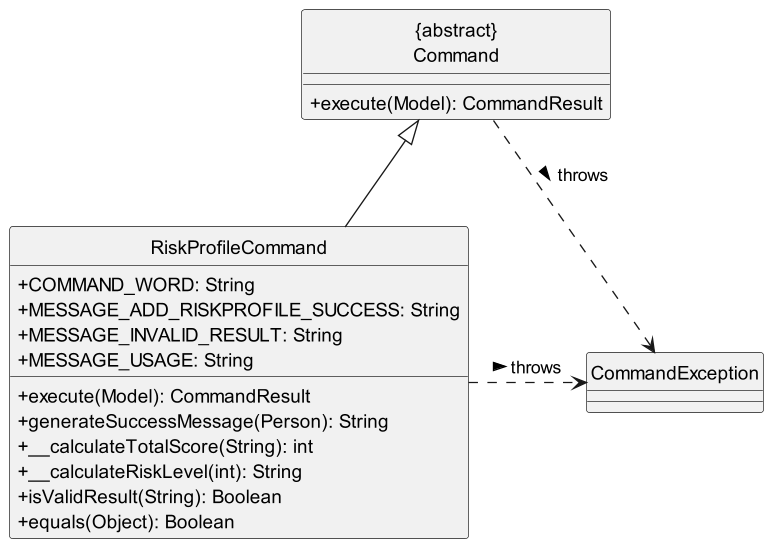 {abstract}
Command
+execute(Model): CommandResult
throws
RiskProfileCommand
+COMMAND_WORD: String
+MESSAGE_ADD_RISKPROFILE_SUCCESS: String
+MESSAGE_INVALID_RESULT: String
+MESSAGE_USAGE: String
+execute(Model): CommandResult
+generateSuccessMessage(Person): String
+__calculateTotalScore(String): int
+__calculateRiskLevel(int): String
+isValidResult(String): Boolean
+equals(Object): Boolean
throws
CommandException